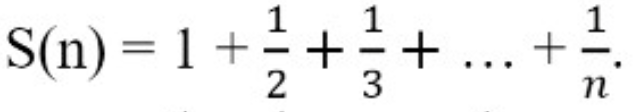 S(n) = 1 + 1/2 + 1/3 + ... + 1/n.